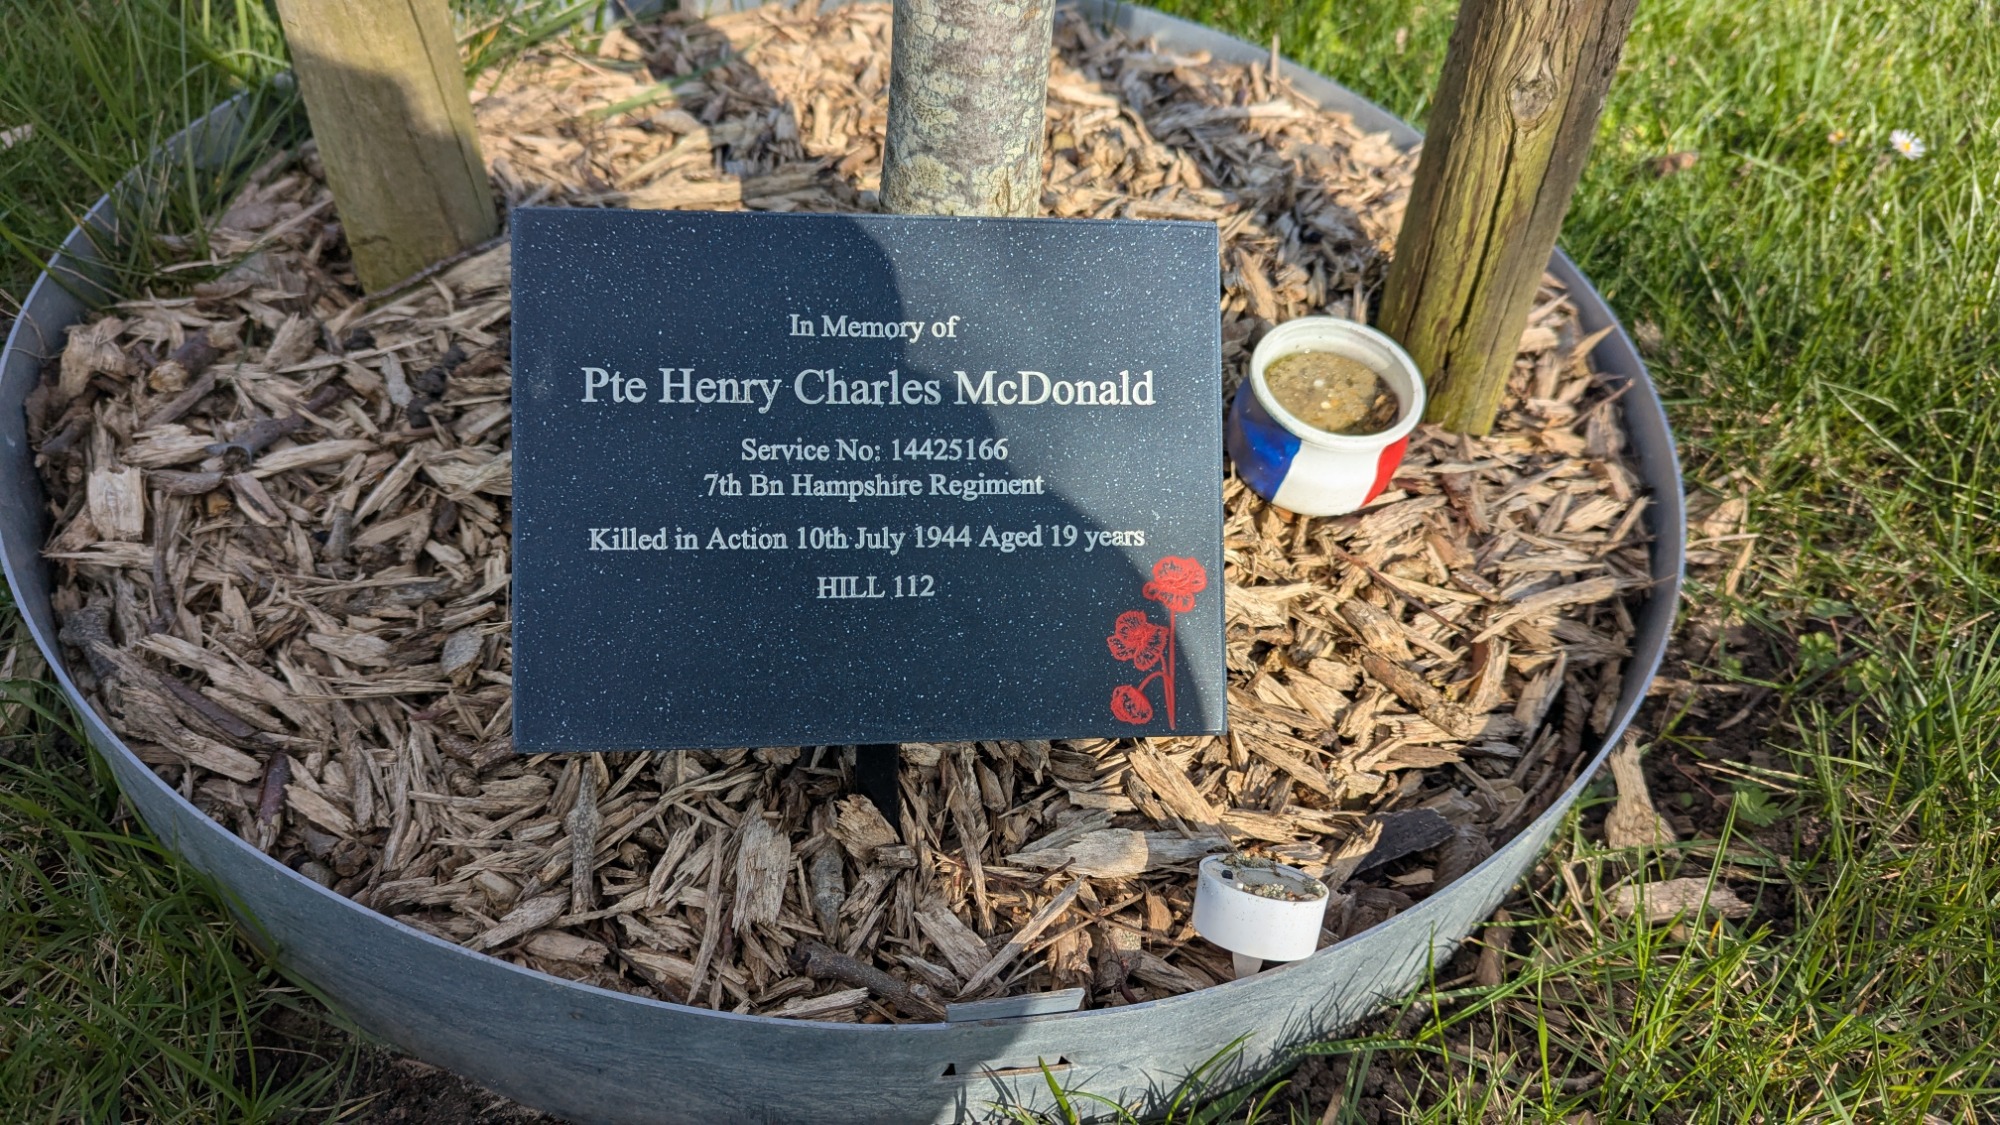 In Memory of
Pte Henry Charles McDonald
Service No: 14425166
7th Bn Hampshire Regiment
Killed in Action 10th July 1944 Aged 19 years
HILL 112